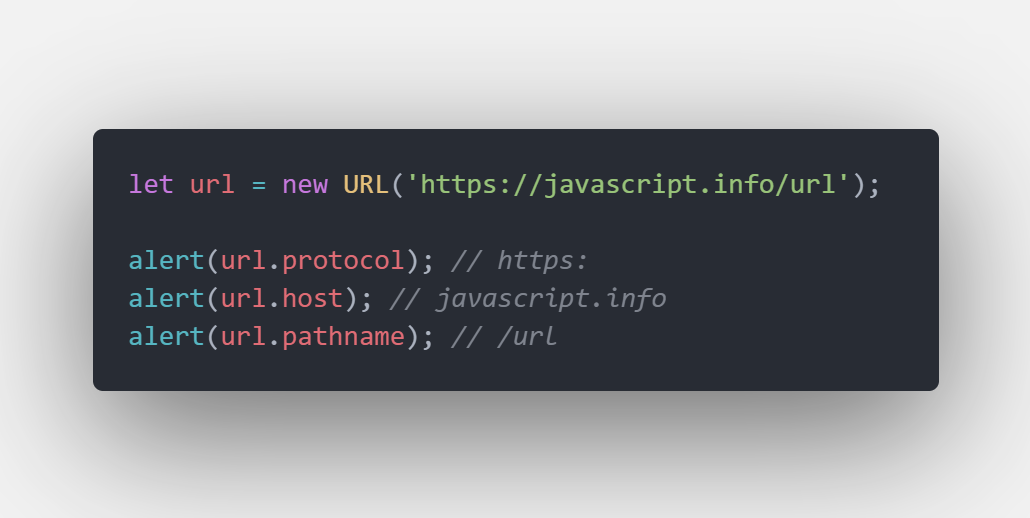 let url = new URL('https://javascript.info/url');
alert(url.protocol); // https:
alert(url.host); // javascript.info
alert(url.pathname); // /url